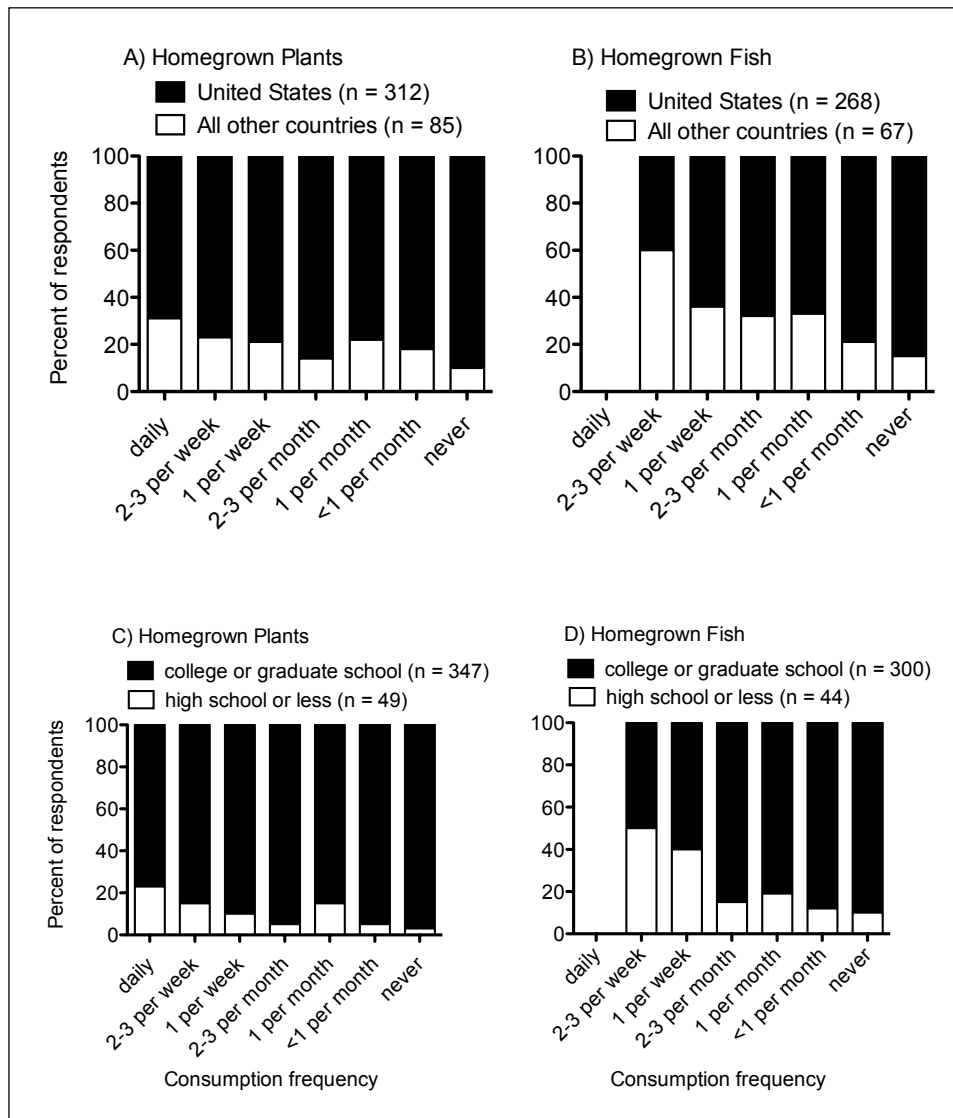 A) Homegrown Plants
United States (n = 312)
All other countries (n = 85)
Percent of respondents
100
80
60
40
20
0
daily
2-3 per week
1 per week
2-3 per month
1 per month
<1 per month
never
B) Homegrown Fish
United States (n = 268)
All other countries (n = 67)
100
80
60
40
20
0
daily
2-3 per week
1 per week
2-3 per month
1 per month
<1 per month
never
C) Homegrown Plants
college or graduate school (n = 347)
high school or less (n = 49)
Percent of respondents
100
80
60
40
20
0
daily
2-3 per week
1 per week
2-3 per month
1 per month
<1 per month
never
Consumption frequency
D) Homegrown Fish
college or graduate school (n = 300)
high school or less (n = 44)
100
80
60
40
20
0
daily
2-3 per week
1 per week
2-3 per month
1 per month
<1 per month
never
Consumption frequency